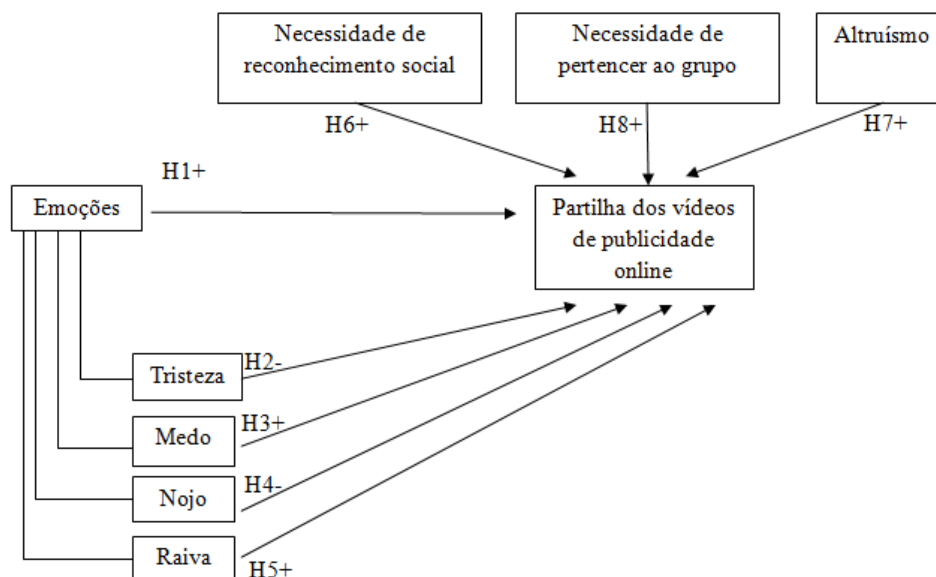 Necessidade de
reconhecimento social
Necessidade de
pertencer ao grupo
Altruísmo
H6+
H8+
H7+
H1+
Emoções
Partilha dos vídeos
de publicidade
online
Tristeza
H2-
Medo
H3+
Nojo
H4-
Raiva
H5+